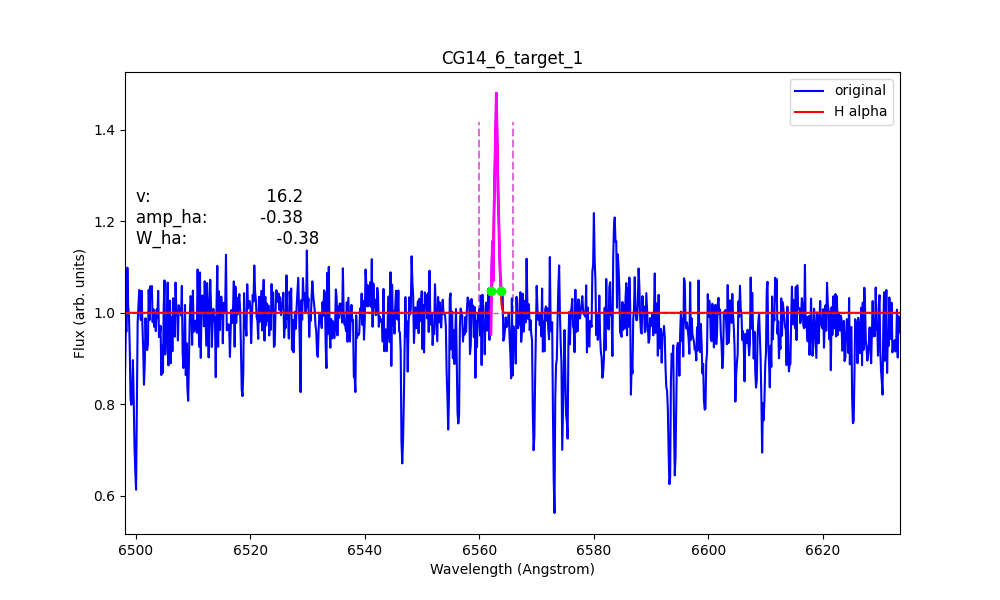 CG14_6_target_1
original
H alpha
v: 16.2
amp_ha: -0.38
W_ha: -0.38
Flux (arb. units)
1.4
1.2
1.0
0.8
0.6
6500 6520 6540 6560 6580 6600 6620
Wavelength (Angstrom)